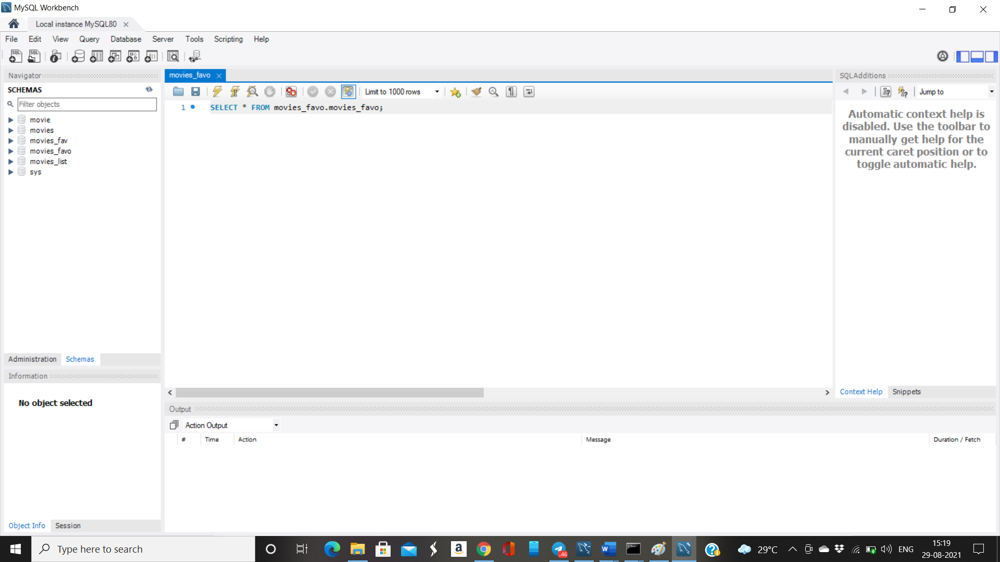 MySQL Workbench
Local instance MySQL80
File Edit View Query Database Server Tools Scripting Help
Navigator
SCHEMAS
Filter objects
movie
movies
movies_fav
movies_favo
movies_list
sys
Administration Schemas
Information
No object selected
Object Info Session
movies_favo
Limit to 1000 rows
1 SELECT * FROM movies_favo.movies_favo;
Output
Action Output
# Time Action Message Duration / Fetch
SQLAdditions
Jump to
Automatic context help is
disabled. Use the toolbar to
manually get help for the
current caret position or to
toggle automatic help.
Context Help Snippets
Type here to search
46
29°C
ENG
15:19
29-08-2021